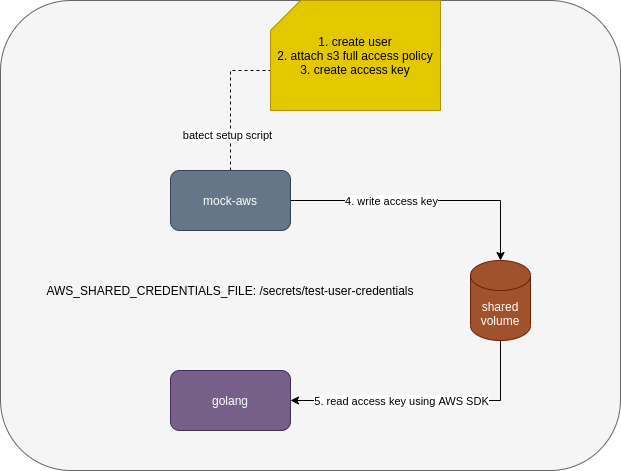 1. create user
2. attach s3 full access policy
3. create access key
batect setup script
mock-aws
4. write access key
AWS_SHARED_CREDENTIALS_FILE: /secrets/test-user-credentials
shared
volume
golang
5. read access key using AWS SDK